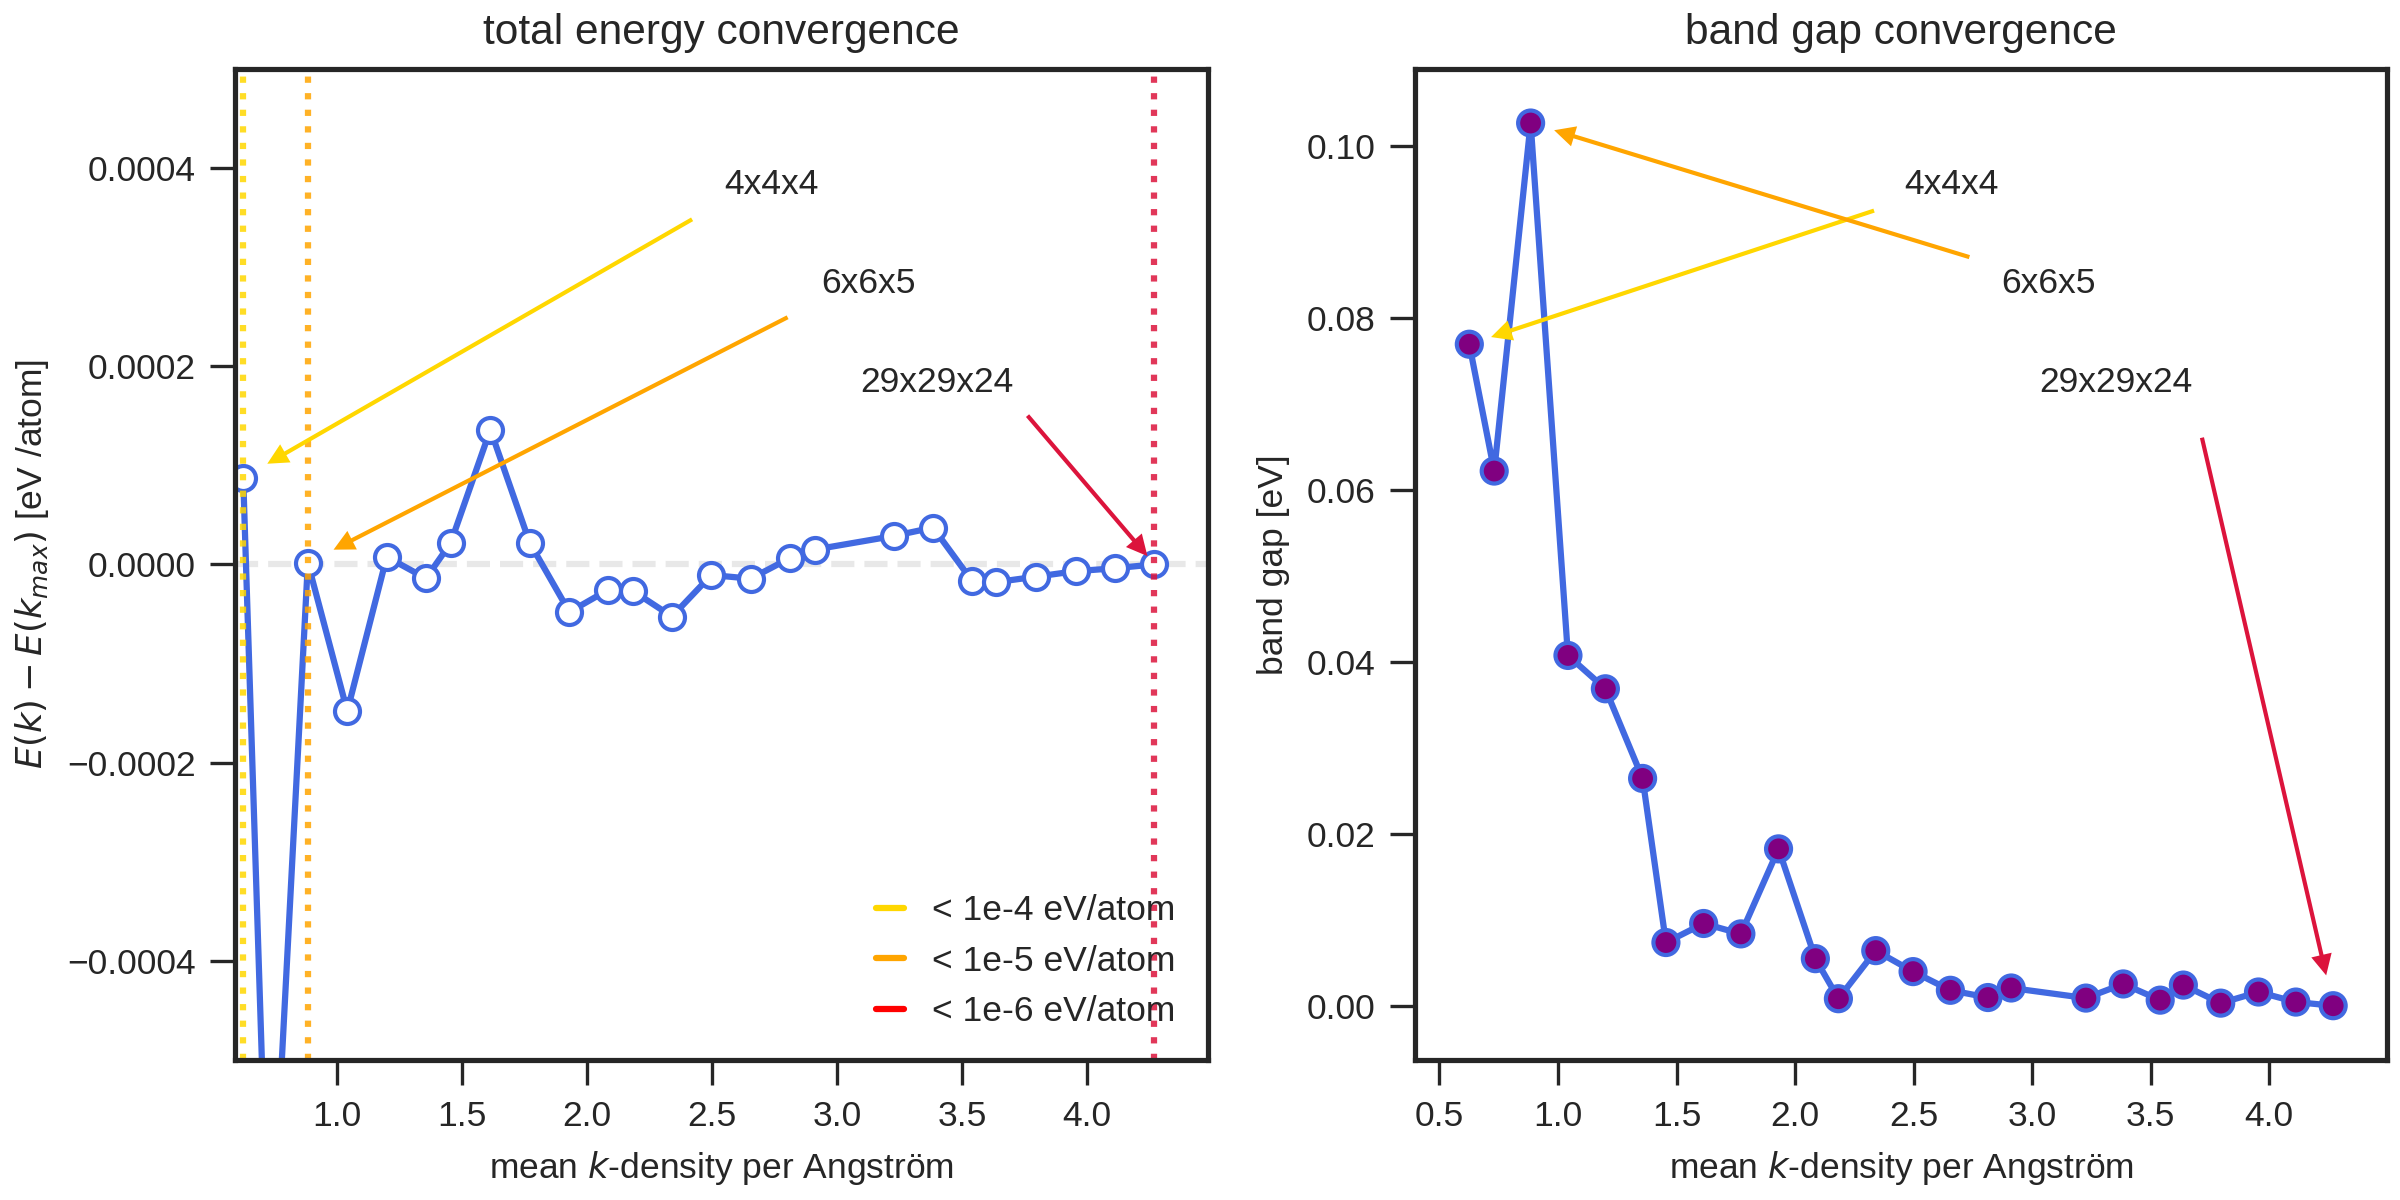 total energy convergence
0.0004
0.0002
0.0000
−0.0002
−0.0004
E(k) − E(kmax) [eV /atom]
4x4x4
6x6x5
29x29x24
< 1e-4 eV/atom
< 1e-5 eV/atom
< 1e-6 eV/atom
1.0 1.5 2.0 2.5 3.0 3.5 4.0
mean k-density per Angström
band gap convergence
0.10
0.08
0.06
0.04
0.02
0.00
band gap [eV]
4x4x4
6x6x5
29x29x24
0.5 1.0 1.5 2.0 2.5 3.0 3.5 4.0
mean k-density per Angström